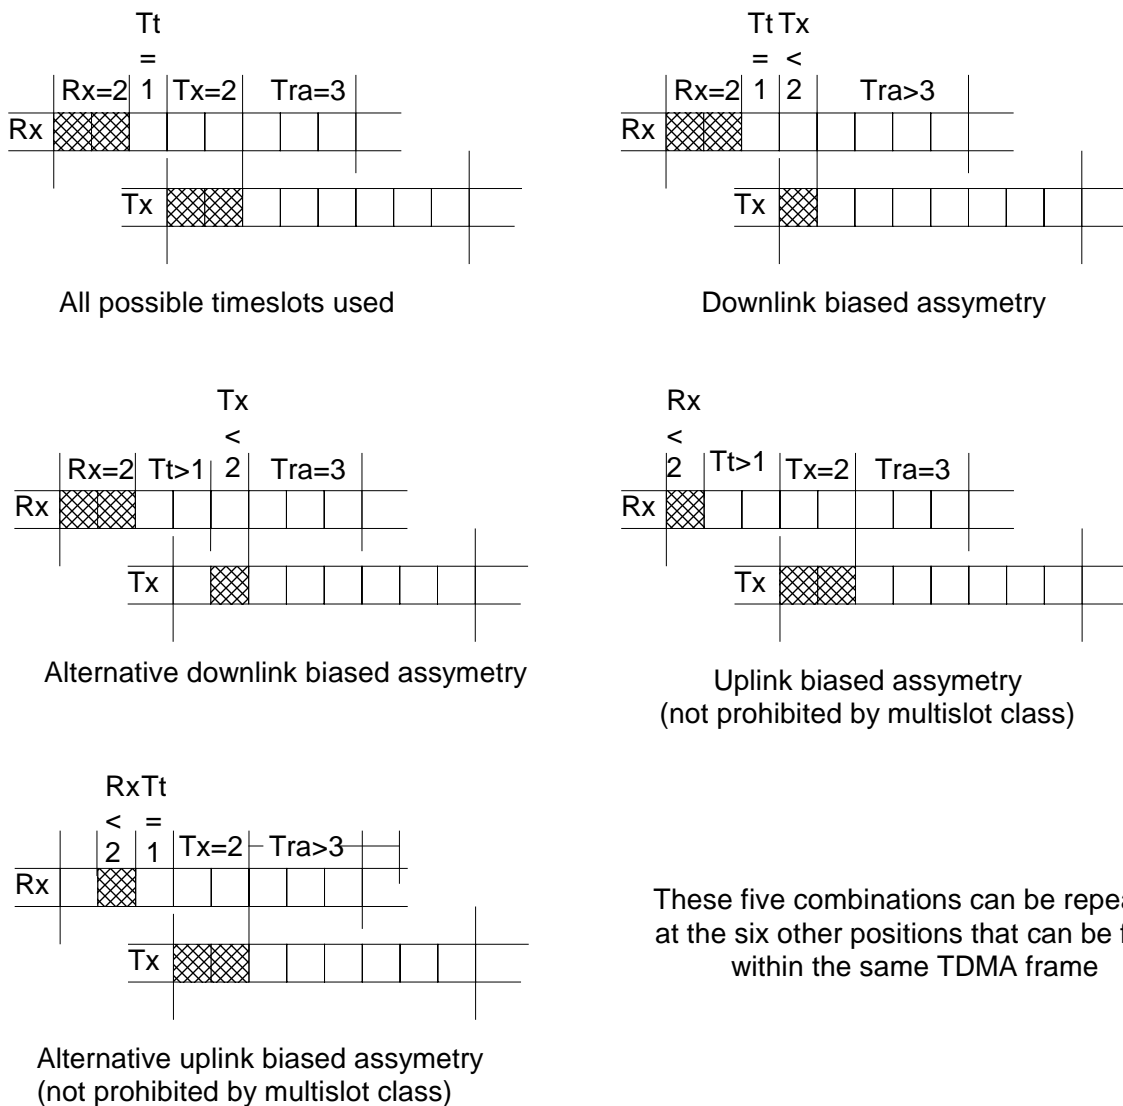 Tt
=
Rx=2 1 Tx=2 Tra=3
Rx
Tx
All possible timeslots used
Tt Tx
= <
Rx=2 1 2 Tra>3
Rx
Tx
Downlink biased assymetry
Tx
<
Rx=2 Tt>1 2 Tra=3
Rx
Tx
Alternative downlink biased assymetry
Rx
<
2 Tt>1 Tx=2 Tra=3
Rx
Tx
Uplink biased assymetry
(not prohibited by multislot class)
RxTt
< =
2 1 Tx=2 Tra>3
Rx
Tx
Alternative uplink biased assymetry
(not prohibited by multislot class)
These five combinations can be
at the six other positions that can be
within the same TDMA frame